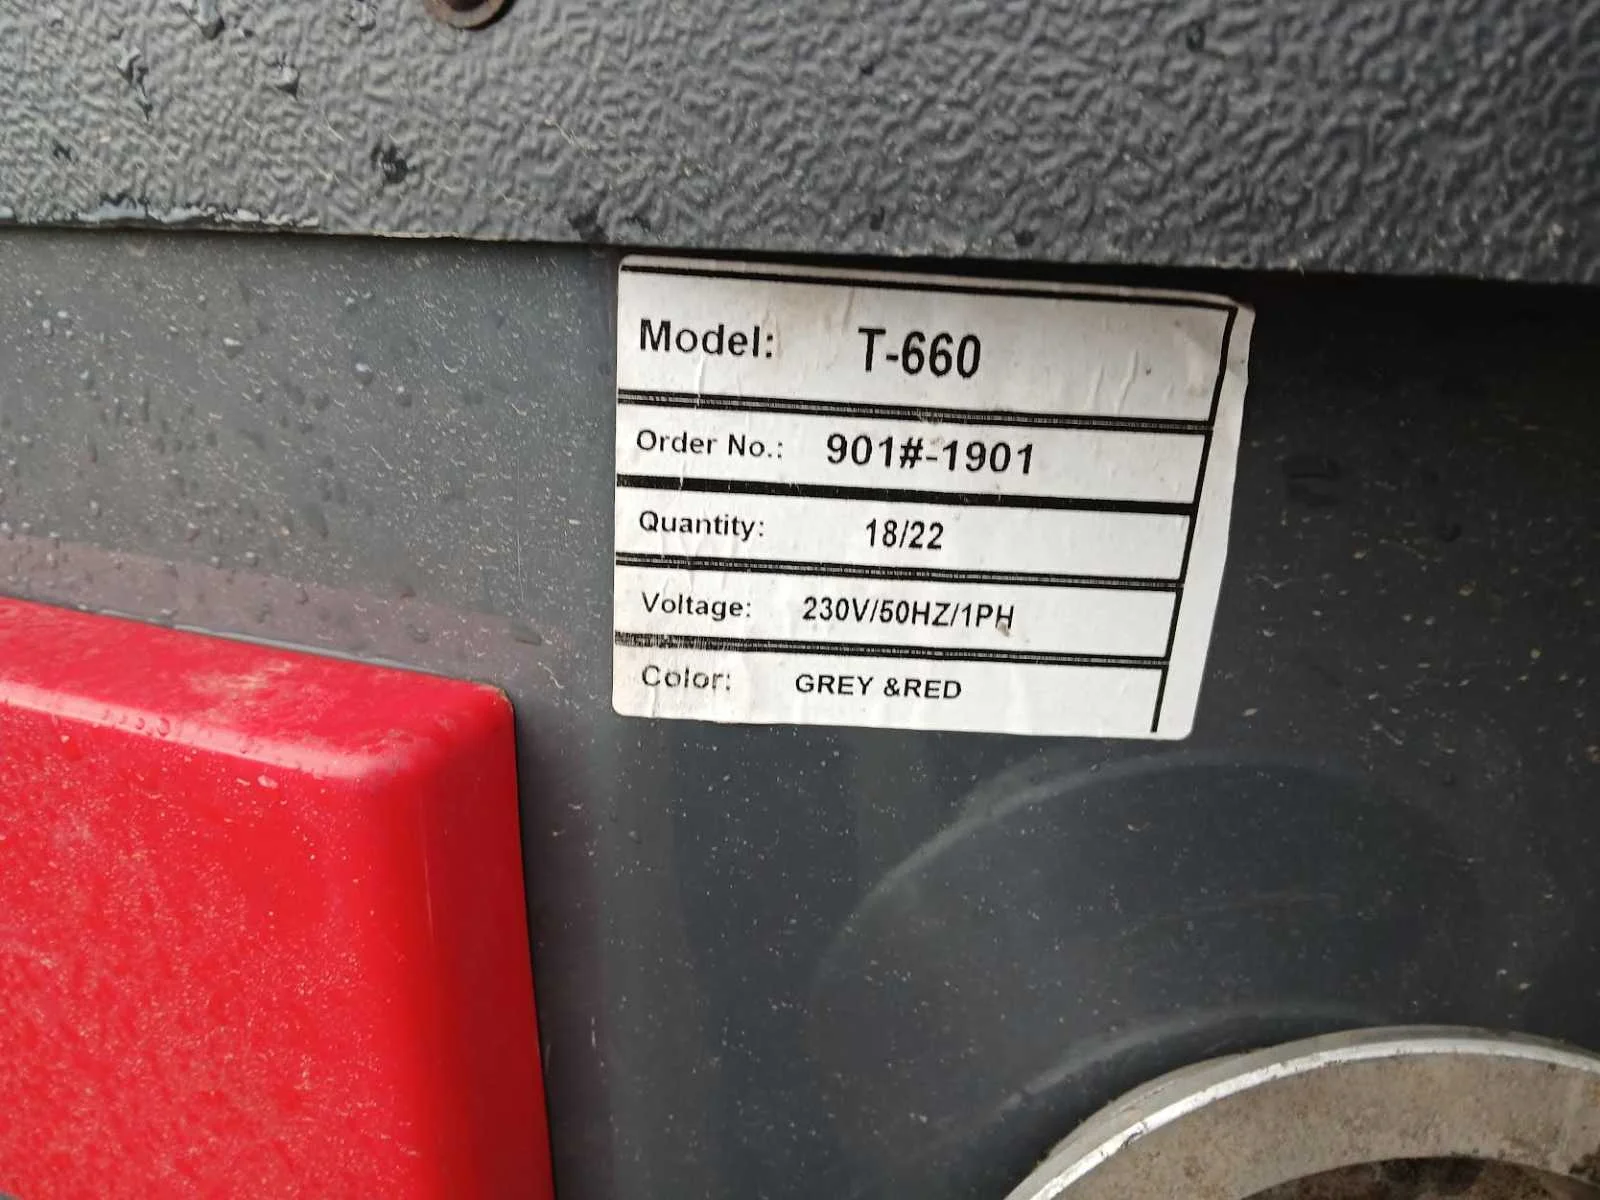 Model: T-660
Order No.: 901#-1901
Quantity: 18/22
Voltage: 230V/50HZ/1PH
Color: GREY &RED